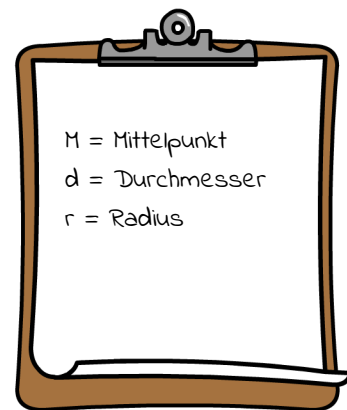 M = Mittelpunkt
d = Durchmesser
r = Radius